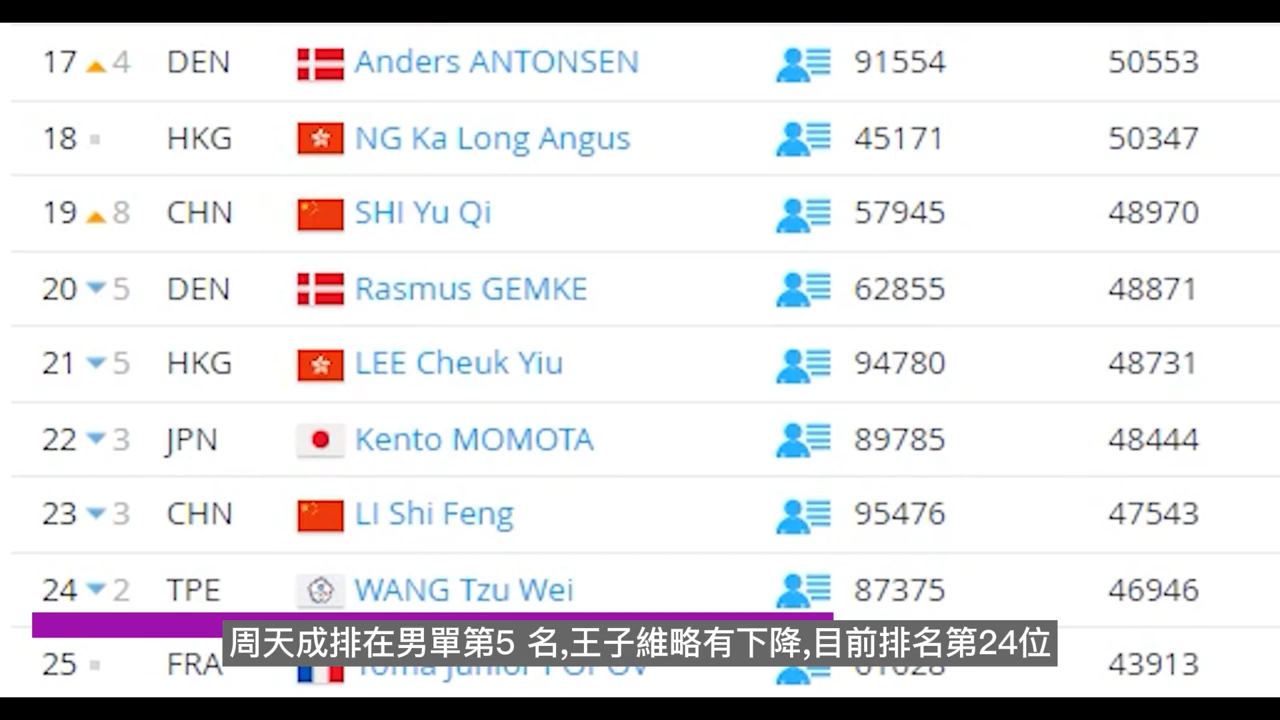 17 4 DEN Anders ANTONSEN 91554 50553
18 HKG NG Ka Long Angus 45171 50347
19 8 CHN SHI Yu Qi 57945 48970
20 5 DEN Rasmus GEMKE 62855 48871
21 5 HKG LEE Cheuk Yiu 94780 48731
22 3 JPN Kento MOMOTA 89785 48444
23 3 CHN LI Shi Feng 95476 47543
24 2 TPE WANG Tzu Wei 87375 46946
周天成排在男單第5 名,王子維略有下降,目前排名第24位
25 FRA Toma Junior POPOV 43913